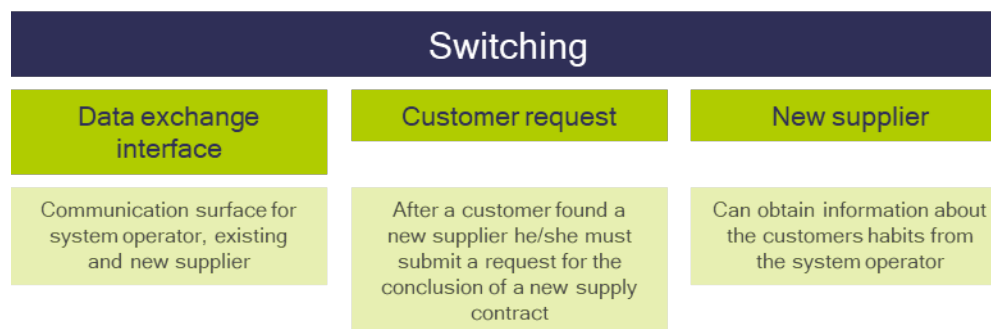 Switching
Data exchange
interface
Communication surface for
system operator, existing
and new supplier
Customer request
After a customer found a
new supplier he/she must
submit a request for the
conclusion of a new supply
contract
New supplier
Can obtain information about
the customers habits from
the system operator